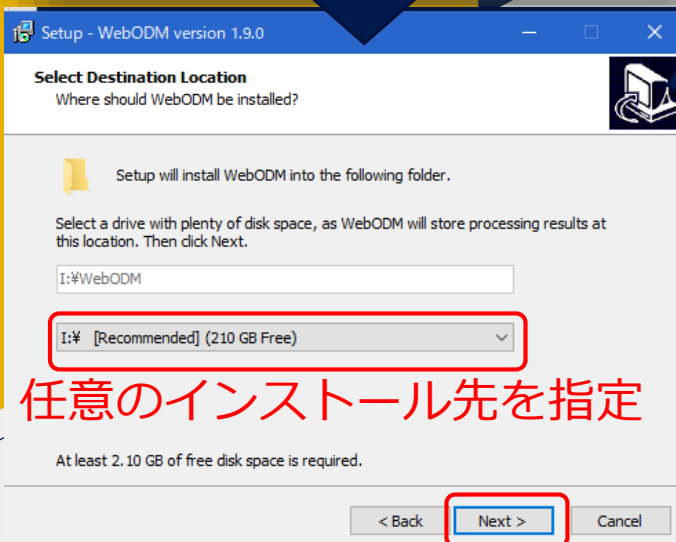 Setup - WebODM version 1.9.0
Select Destination Location
Where should WebODM be installed?
Setup will install WebODM into the following folder.
Select a drive with plenty of disk space, as WebODM will store processing results at
this location. Then click Next.
I:¥WebODM
I:¥ [Recommended] (210 GB Free)
任意のインストール先を指定
At least 2.10 GB of free disk space is required.
< Back Next > Cancel